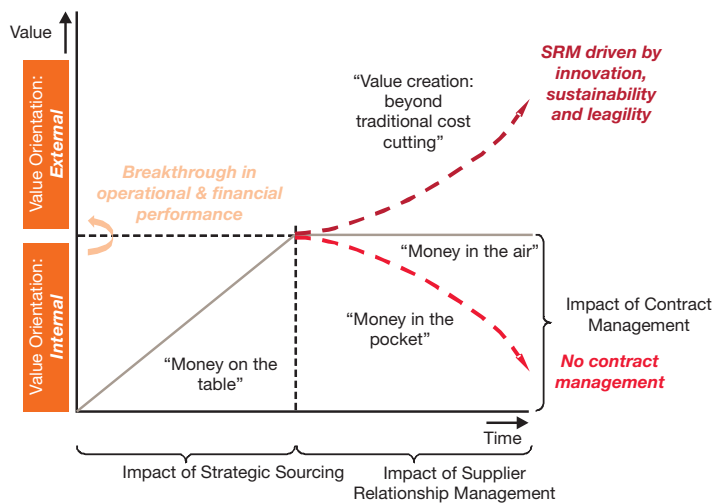 Value
Value Orientation:
External
Value Orientation:
Internal
Breakthrough in
operational & financial
performance
“Value creation:
beyond
traditional cost
cutting”
SRM driven by
innovation,
sustainability
and leagility
“Money in the air”
“Money in the
pocket”
“Money on the
table”
Impact of Contract
Management
No contract
management
Time
Impact of Strategic Sourcing
Impact of Supplier
Relationship Management